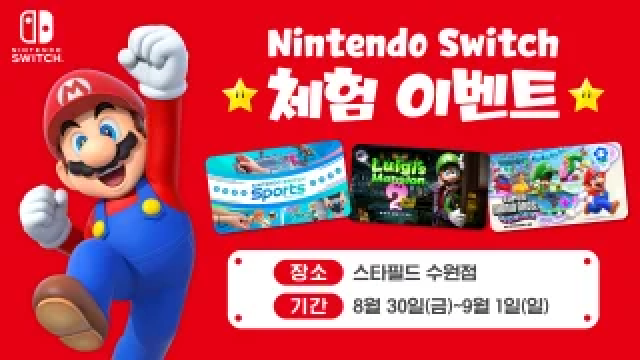 NINTENDO
SWITCH
Nintendo Switch
체험 이벤트
Sports
Luigi's
Mansion
2
장소 스타필드 수원점
기간 8월 30일(금)~9월 1일(일)